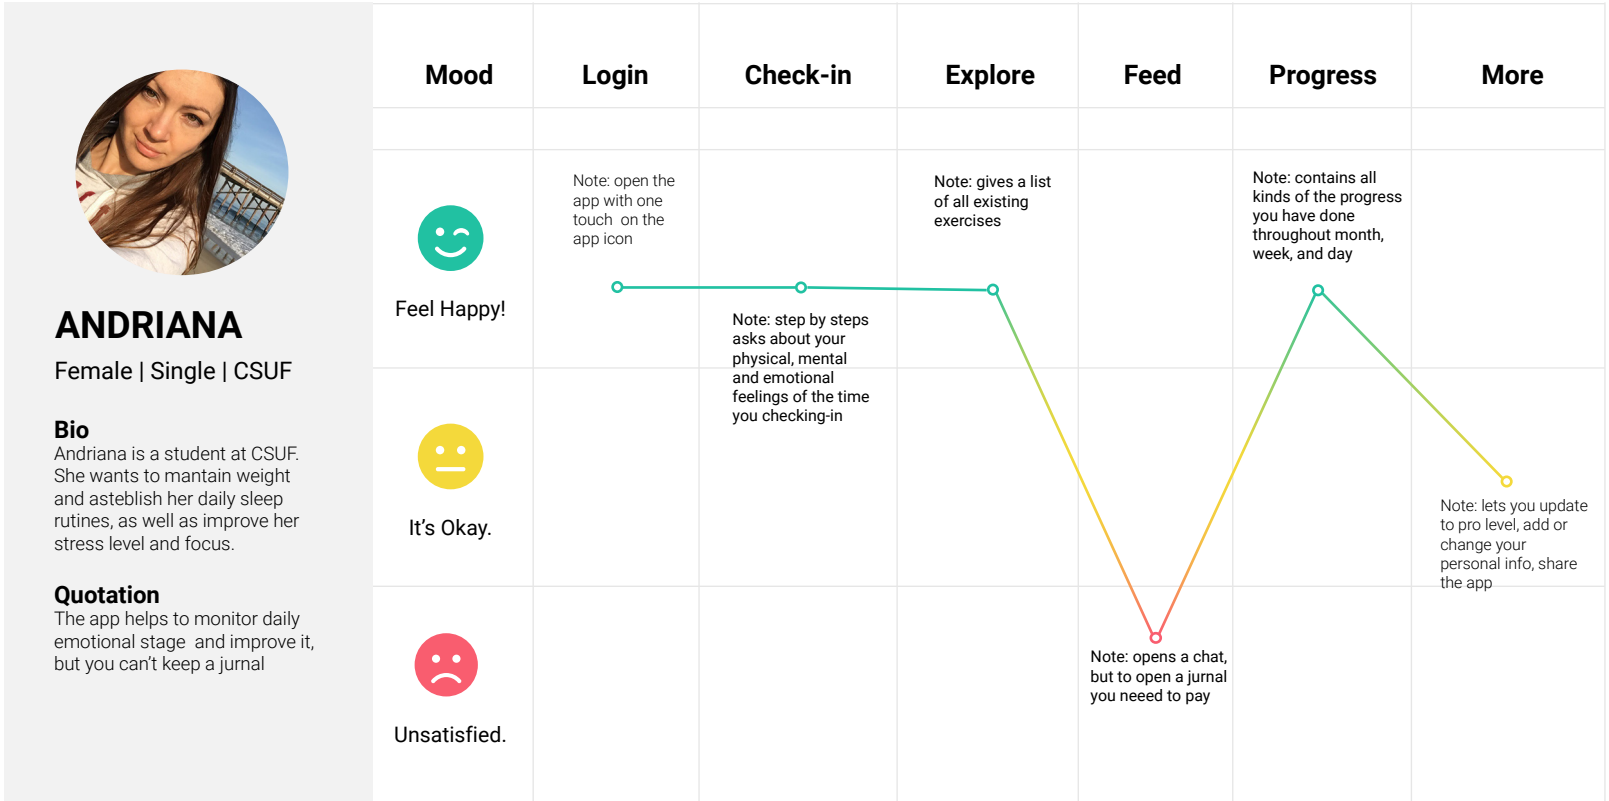 Mood
Login
Check-in
Explore
Feed
Progress
More
ANDRIANA
Female | Single | CSUF
Bio
Andriana is a student at CSUF.
She wants to mantain weight
and asteblish her daily sleep
rutines, as well as improve her
stress level and focus.
Quotation
The app helps to monitor daily
emotional stage  and improve it,
but you can't keep a jurnal
Feel Happy!
It's Okay.
Unsatisfied.
Note: open the
app with one
touch  on the
app icon
Note: step by steps
asks about your
physical, mental
and emotional
feelings of the time
you checking-in
Note: gives a list
of all existing
exercises
Note: opens a chat,
but to open a jurnal
you neeed to pay
Note: contains all
kinds of the progress
you have done
throughout month,
week, and day
Note: lets you update
to pro level, add or
change your
personal info, share
the app